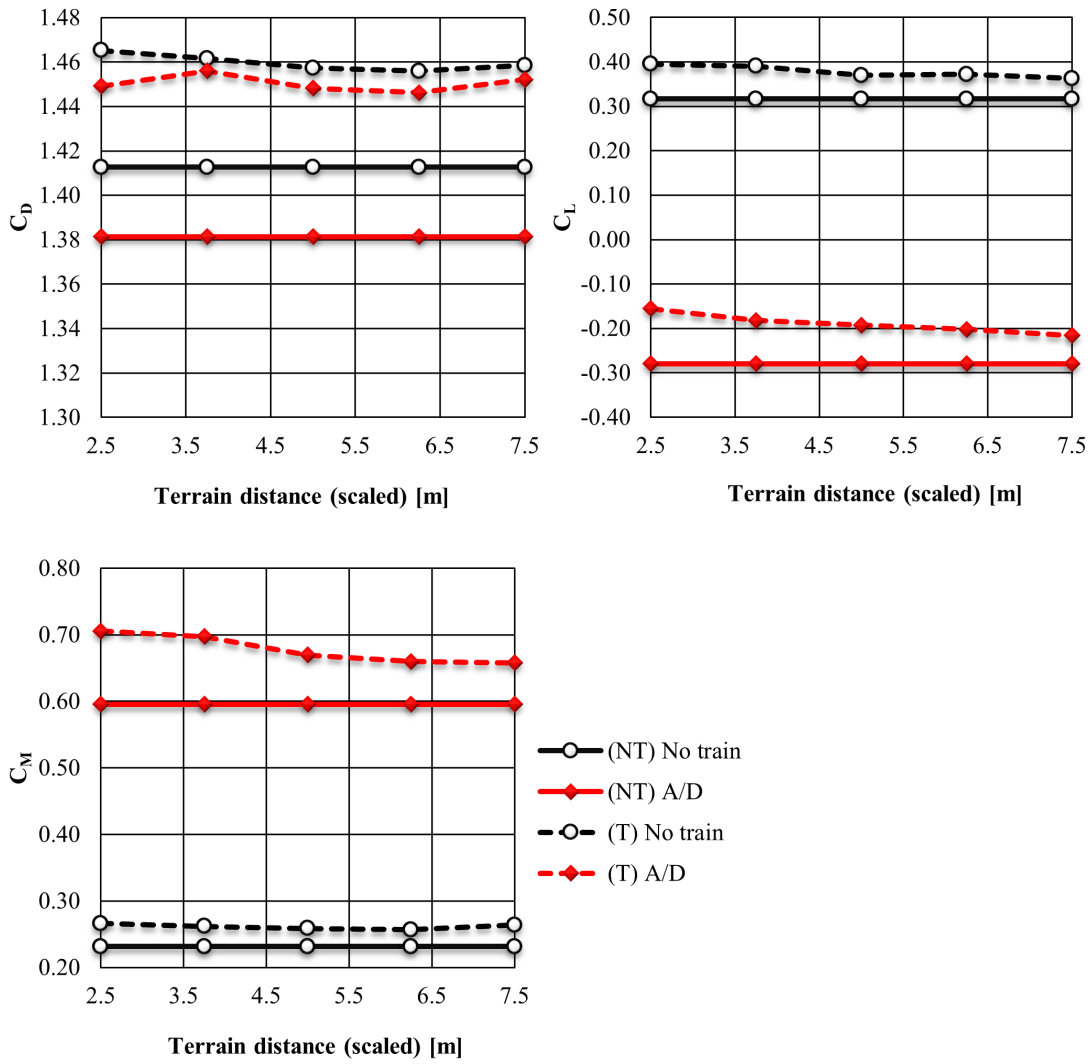 1.48
1.46
1.44
1.42
1.40
1.38
1.36
1.34
1.32
1.30
C_D
2.5 3.5 4.5 5.5 6.5 7.5
Terrain distance (scaled) [m]
0.50
0.40
0.30
0.20
0.10
0.00
-0.10
-0.20
-0.30
-0.40
C_L
2.5 3.5 4.5 5.5 6.5 7.5
Terrain distance (scaled) [m]
0.80
0.70
0.60
0.50
0.40
0.30
0.20
C_M
2.5 3.5 4.5 5.5 6.5 7.5
Terrain distance (scaled) [m]
(NT) No train
(NT) A/D
(T) No train
(T) A/D